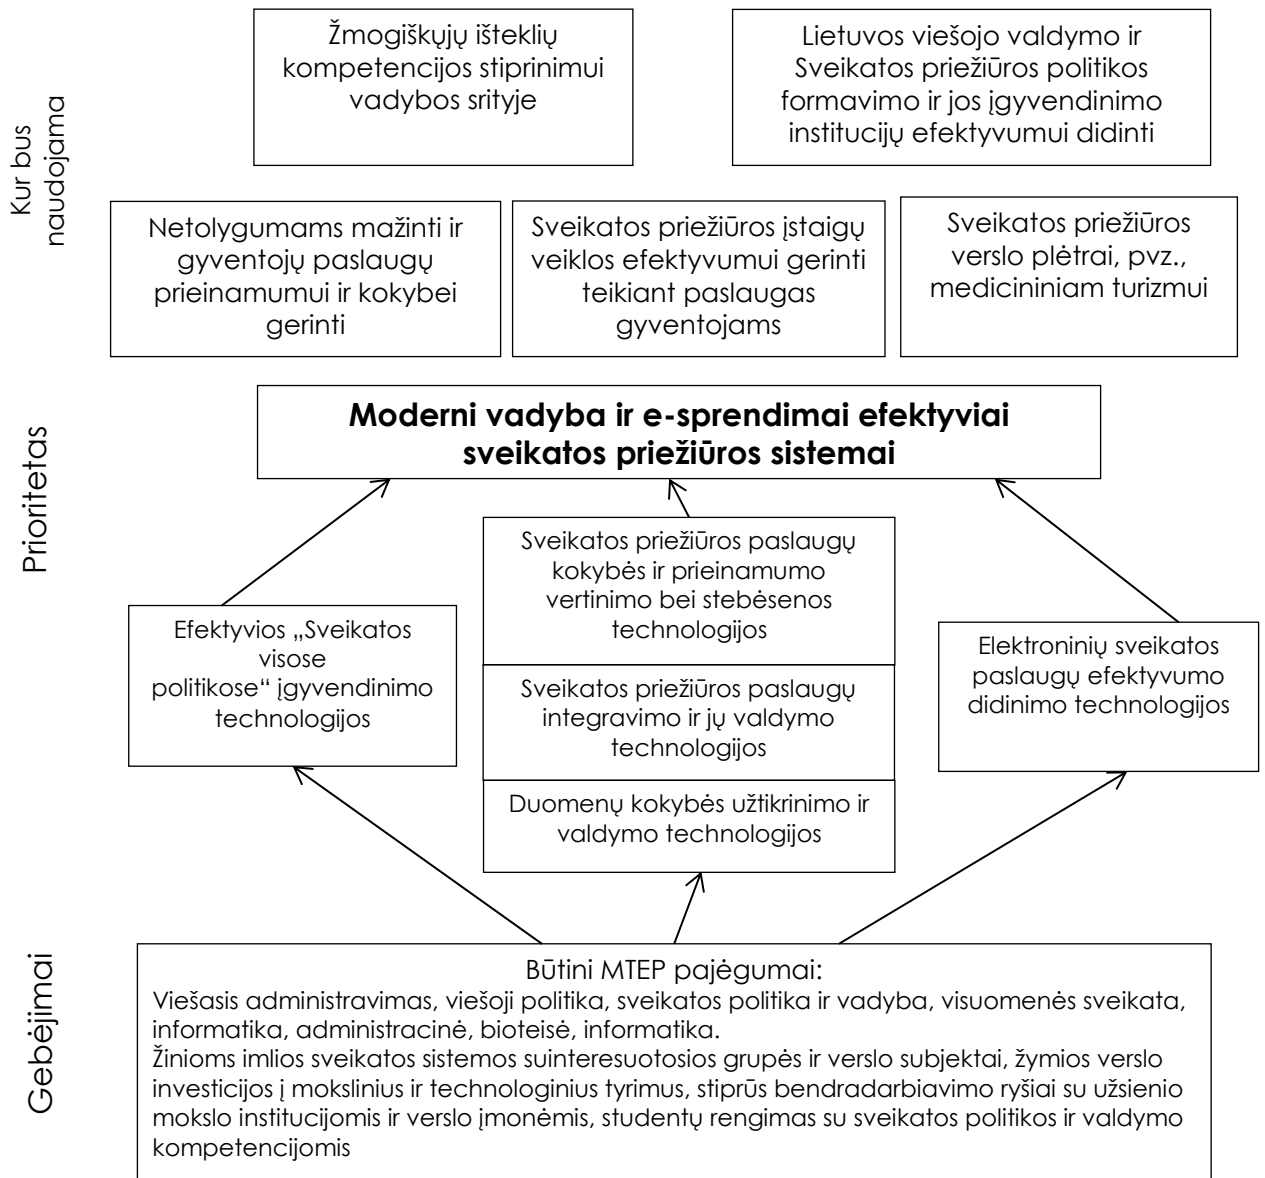 Kur bus
naudojama
Žmogiškųjų išteklių
kompetencijos stiprinimui
vadybos srityje
Lietuvos viešojo valdymo ir
Sveikatos priežiūros politikos
formavimo ir jos įgyvendinimo
institucijų efektyvumui didinti
Netolygumams mažinti ir
gyventojų paslaugų
prieinamumui ir kokybei
gerinti
Sveikatos priežiūros įstaigų
veiklos efektyvumui gerinti
teikiant paslaugas
gyventojams
Sveikatos priežiūros
verslo plėtrai, pvz.,
medicininiam turizmui
Prioritetas
Moderni vadyba ir e-sprendimai efektyviai
sveikatos priežiūros sistemai
Efektyvios „Sveikatos
visose
politikose“ įgyvendinimo
technologijos
Sveikatos priežiūros paslaugų
kokybės ir prieinamumo
vertinimo bei stebėsenos
technologijos
Sveikatos priežiūros paslaugų
integravimo ir jų valdymo
technologijos
Duomenų kokybės užtikrinimo ir
valdymo technologijos
Elektroninių sveikatos
paslaugų efektyvumo
didinimo technologijos
Gebėjimai
Būtini MTEP pajėgumai:
Viešasis administravimas, viešoji politika, sveikatos politika ir vadyba, visuomenės sveikata,
informatika, administracinė, bioteisė, informatika.
Žinioms imlios sveikatos sistemos suinteresuotosios grupės ir verslo subjektai, žymios verslo
investicijos į mokslinius ir technologinius tyrimus, stiprūs bendradarbiavimo ryšiai su užsienio
mokslo institucijomis ir verslo įmonėmis, studentų rengimas su sveikatos politikos ir valdymo
kompetencijomis